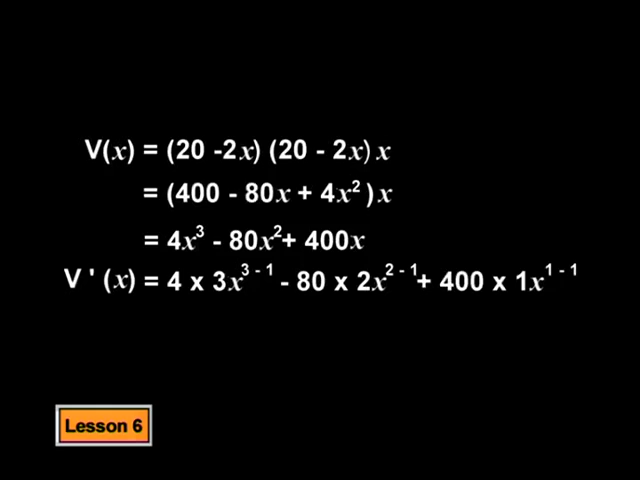 V(x) = (20 -2x) (20 - 2x) x
= (400 - 80x + 4x² ) x
= 4x³ - 80x² + 400x
V ' (x) = 4 x 3x³ ⁻ ¹ - 80 x 2x² ⁻ ¹ + 400 x 1x¹ ⁻ ¹
Lesson 6